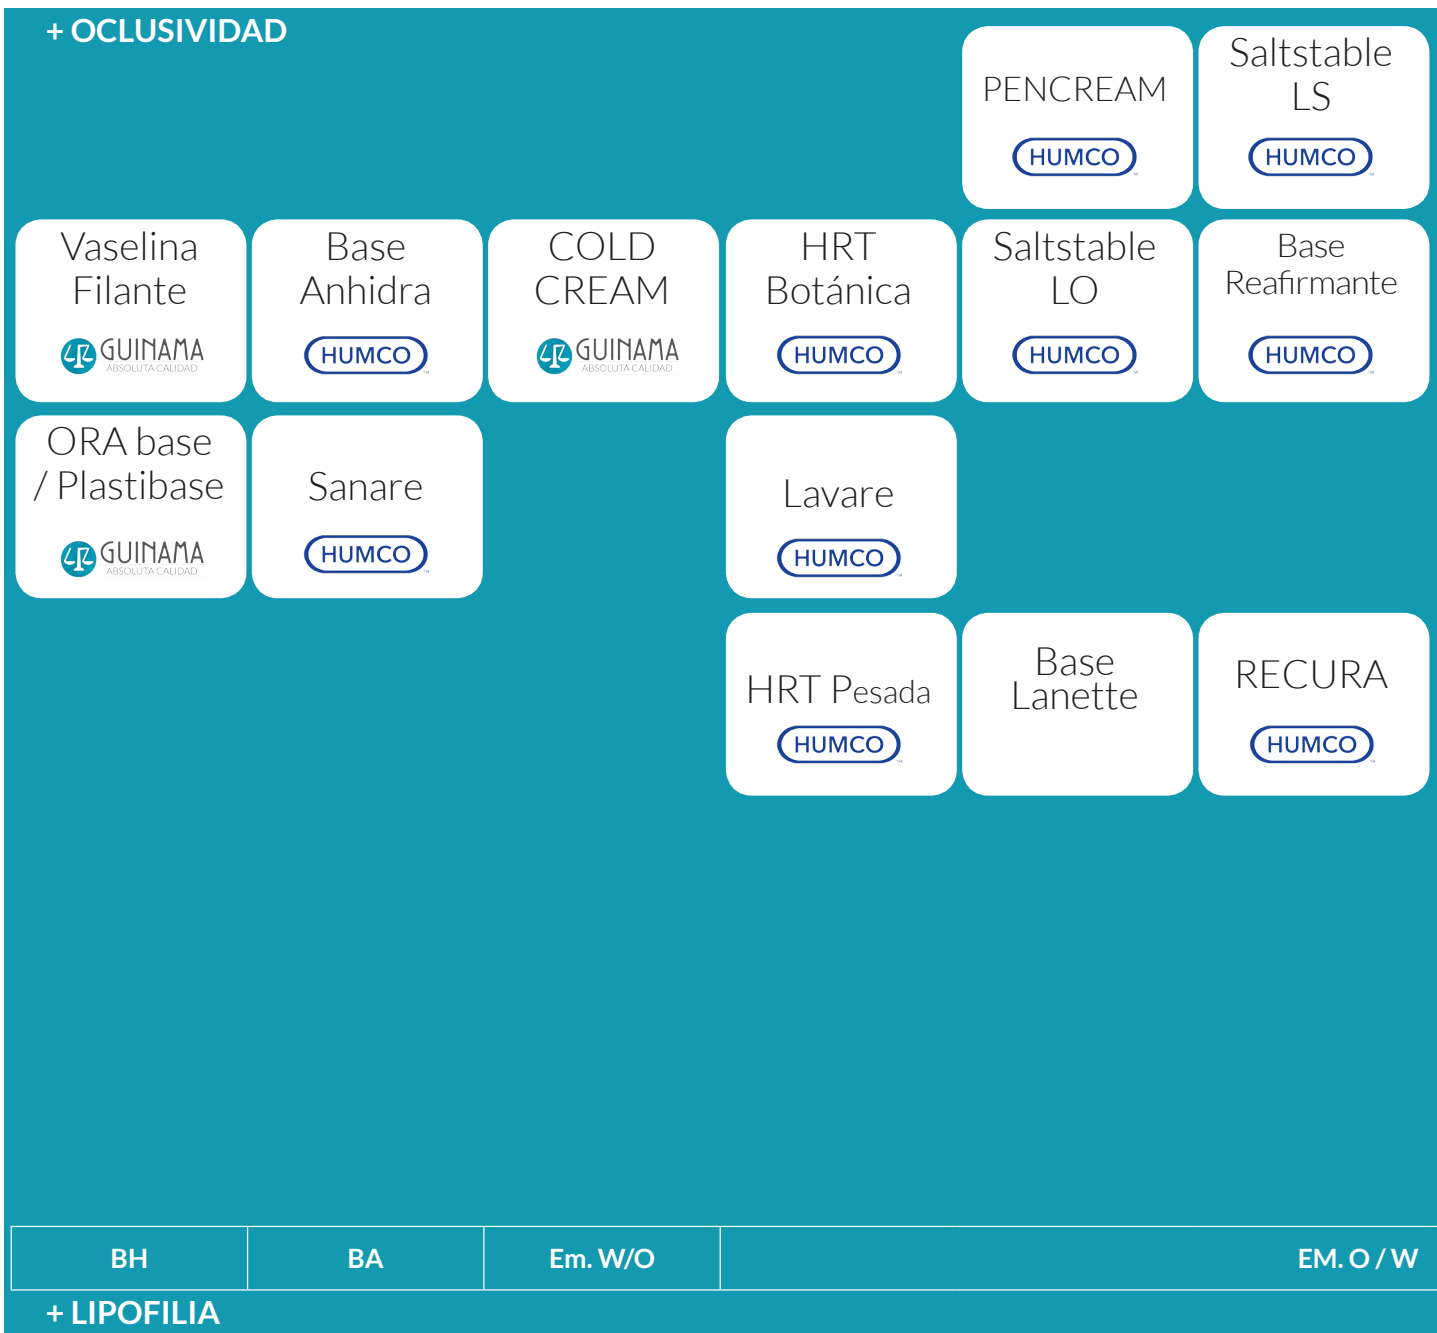 + OCLUSIVIDAD
PENCREAM
HUMCO
Saltstable
LS
HUMCO
Vaselina
Filante
GUINAMA
ABSOLUTA CALIDAD
Base
Anhidra
HUMCO
COLD
CREAM
GUINAMA
ABSOLUTA CALIDAD
HRT
Botánica
HUMCO
Saltstable
LO
HUMCO
Base
Reafirmante
HUMCO
ORA base
/ Plastibase
GUINAMA
ABSOLUTA CALIDAD
Sanare
HUMCO
Lavare
HUMCO
HRT Pesada
HUMCO
Base
Lanette
RECURA
HUMCO
BH
BA
Em. W/O
EM. O / W
+ LIPOFILIA